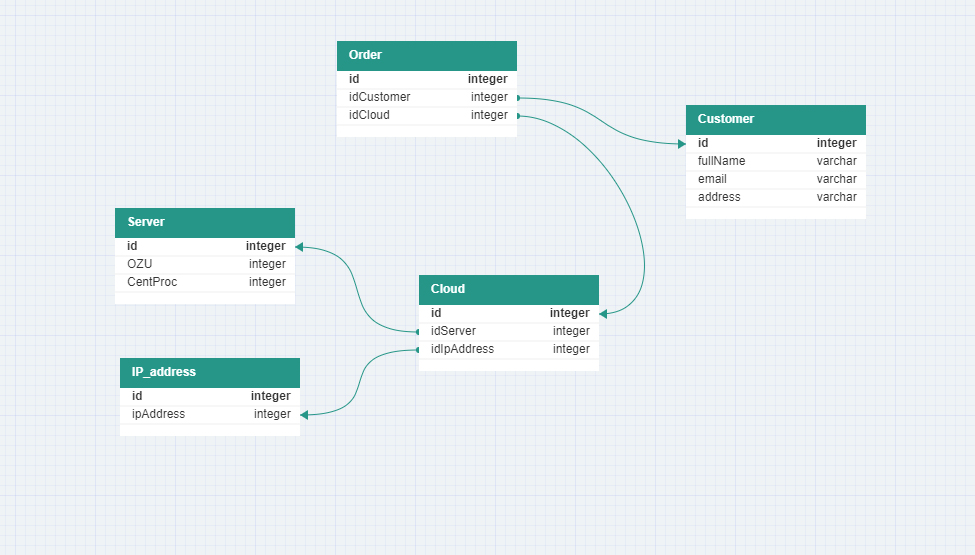 Order
id integer
idCustomer integer
idCloud integer
Customer
id integer
fullName varchar
email varchar
address varchar
Server
id integer
OZU integer
CentProc integer
Cloud
id integer
idServer integer
idIpAddress integer
IP_address
id integer
ipAddress integer